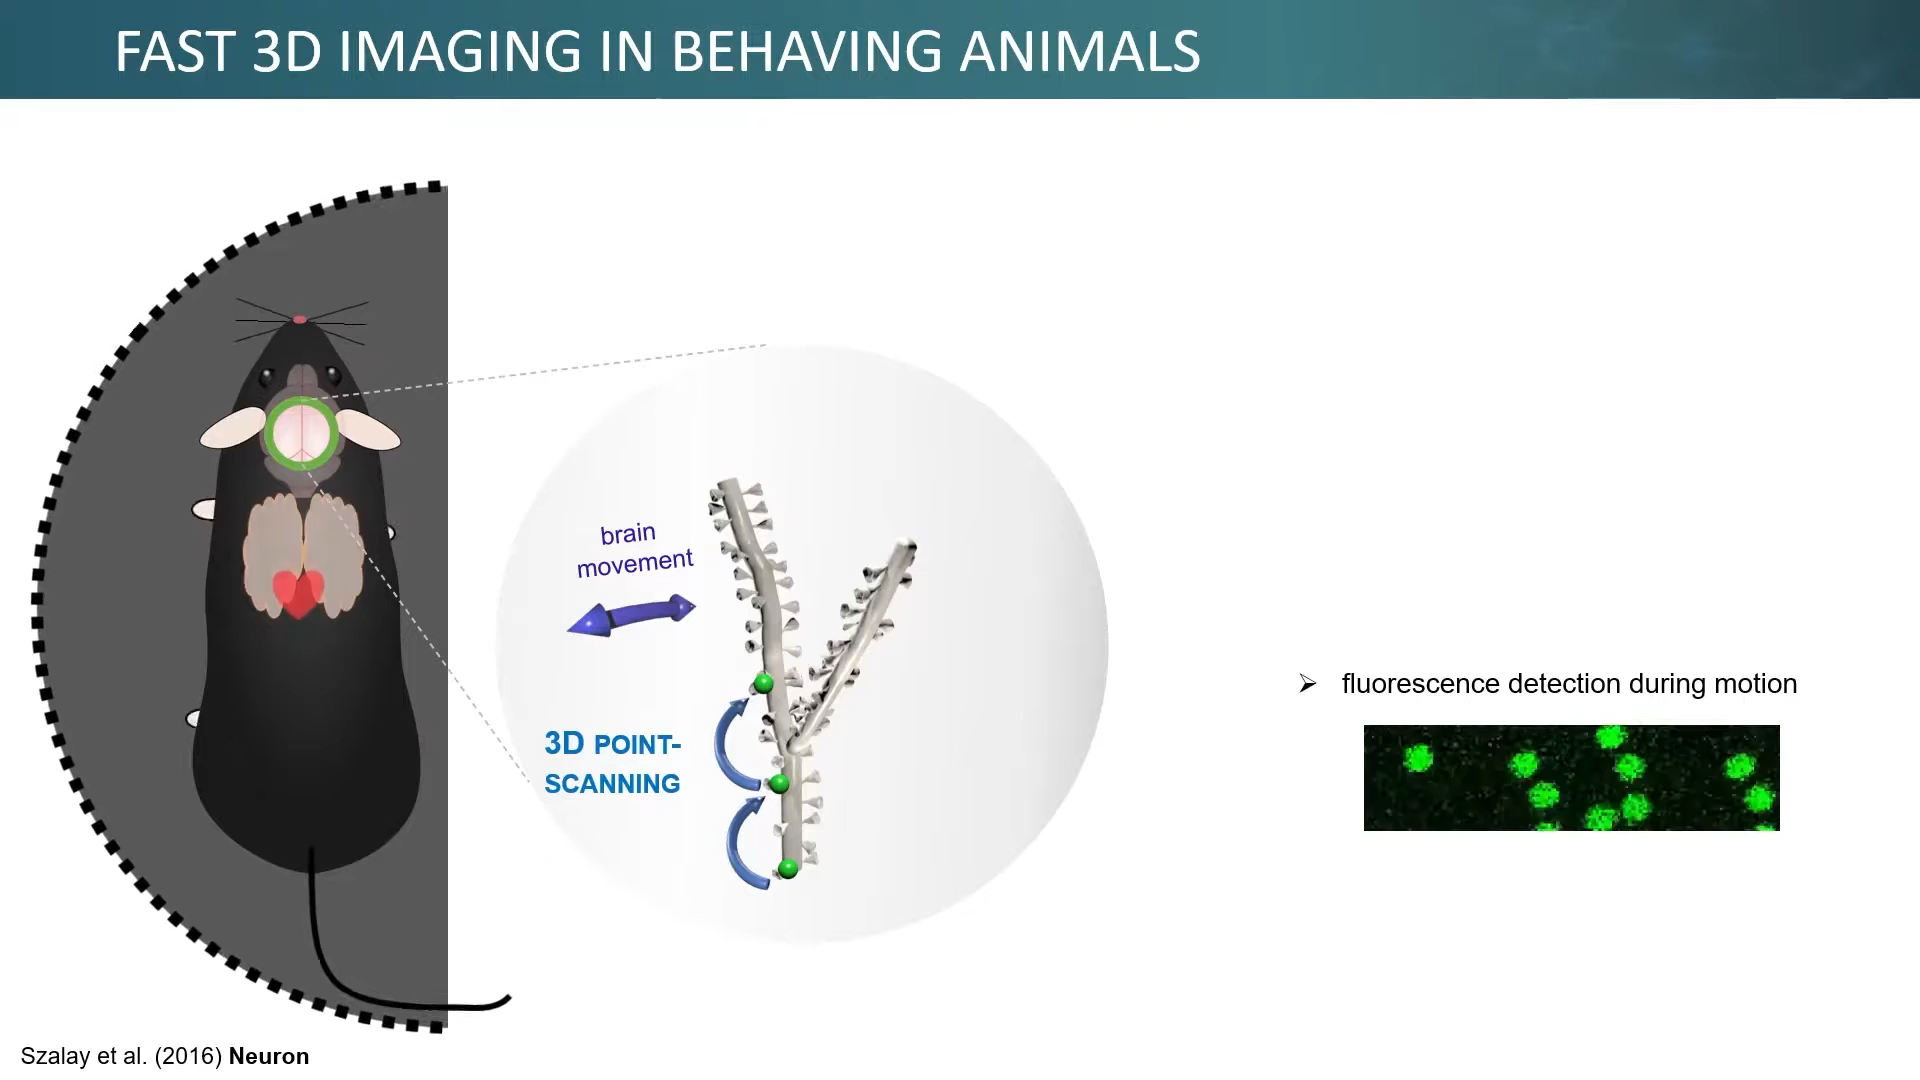 FAST 3D IMAGING IN BEHAVING ANIMALS
brain
movement
3D POINT-
SCANNING
➢ fluorescence detection during motion
Szalay et al. (2016) Neuron